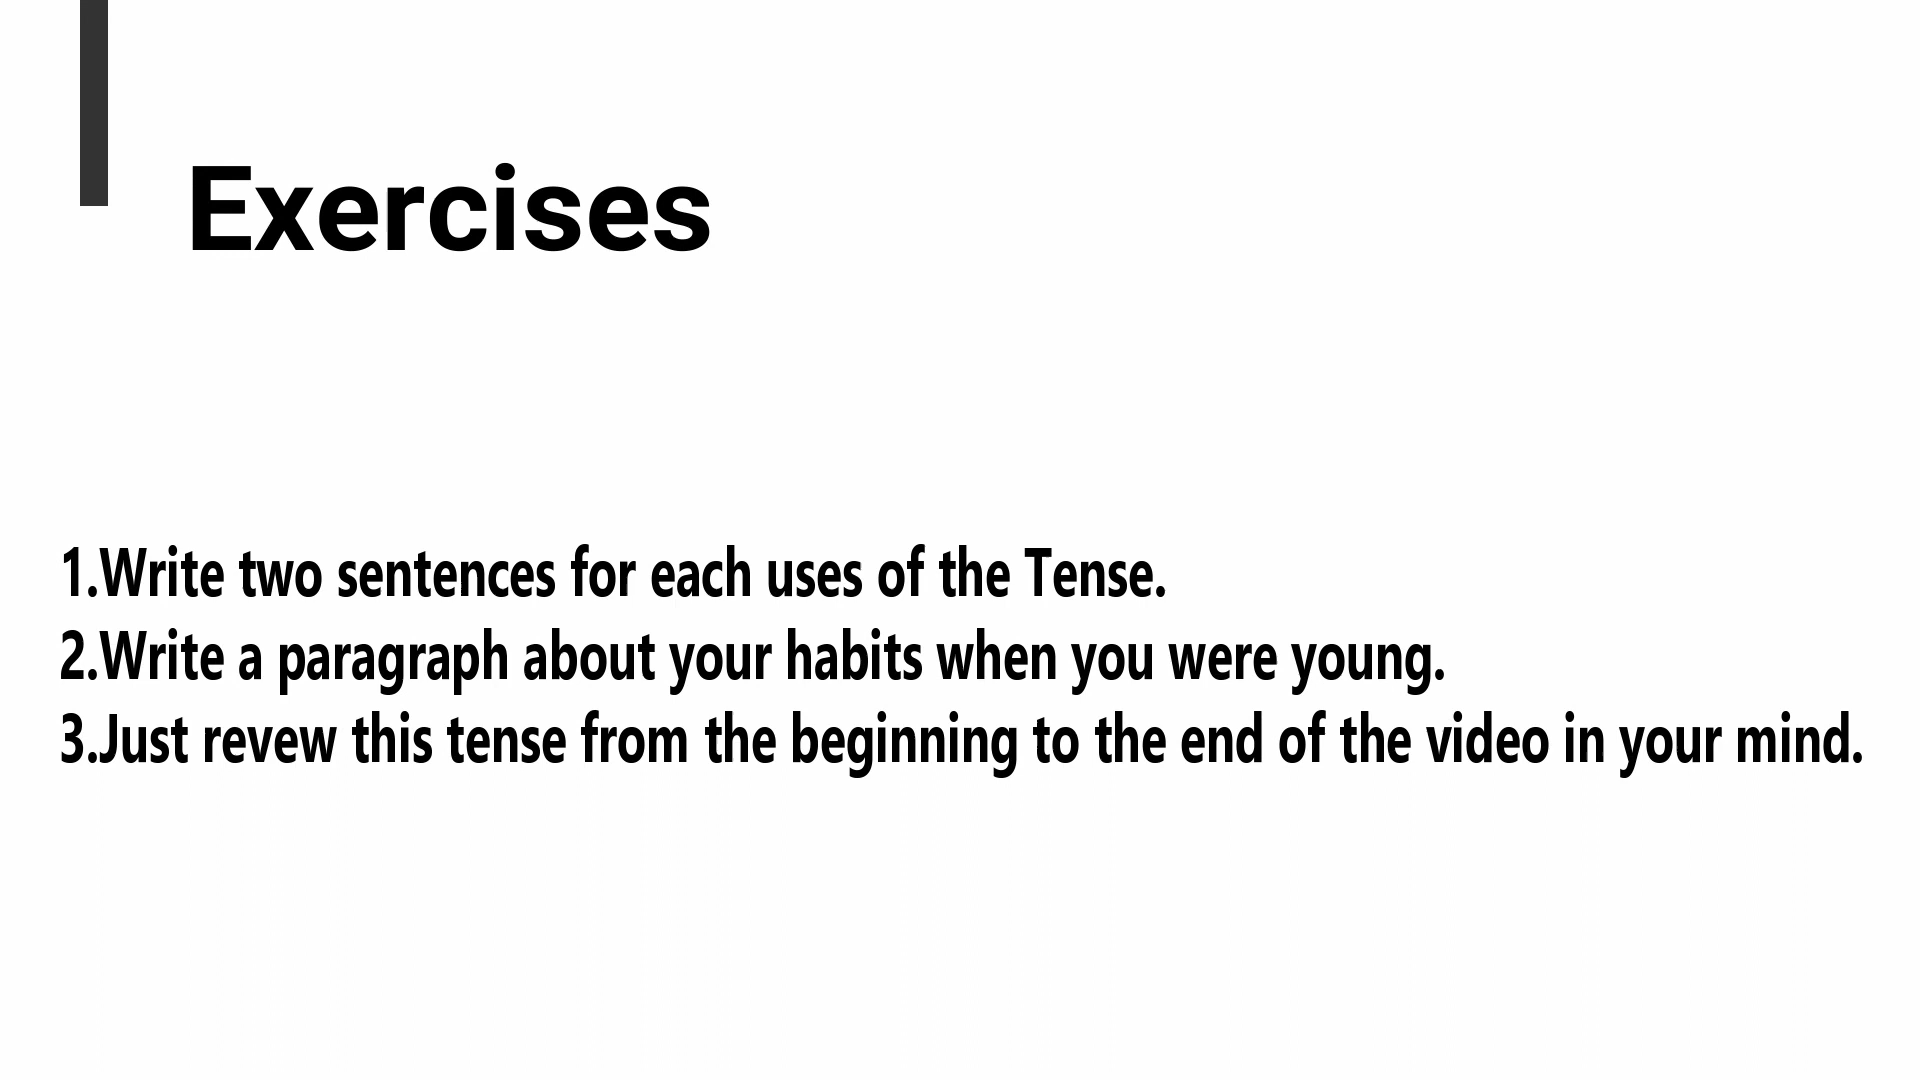 Exercises
1.Write two sentences for each uses of the Tense.
2.Write a paragraph about your habits when you were young.
3.Just revew this tense from the beginning to the end of the video in your mind.